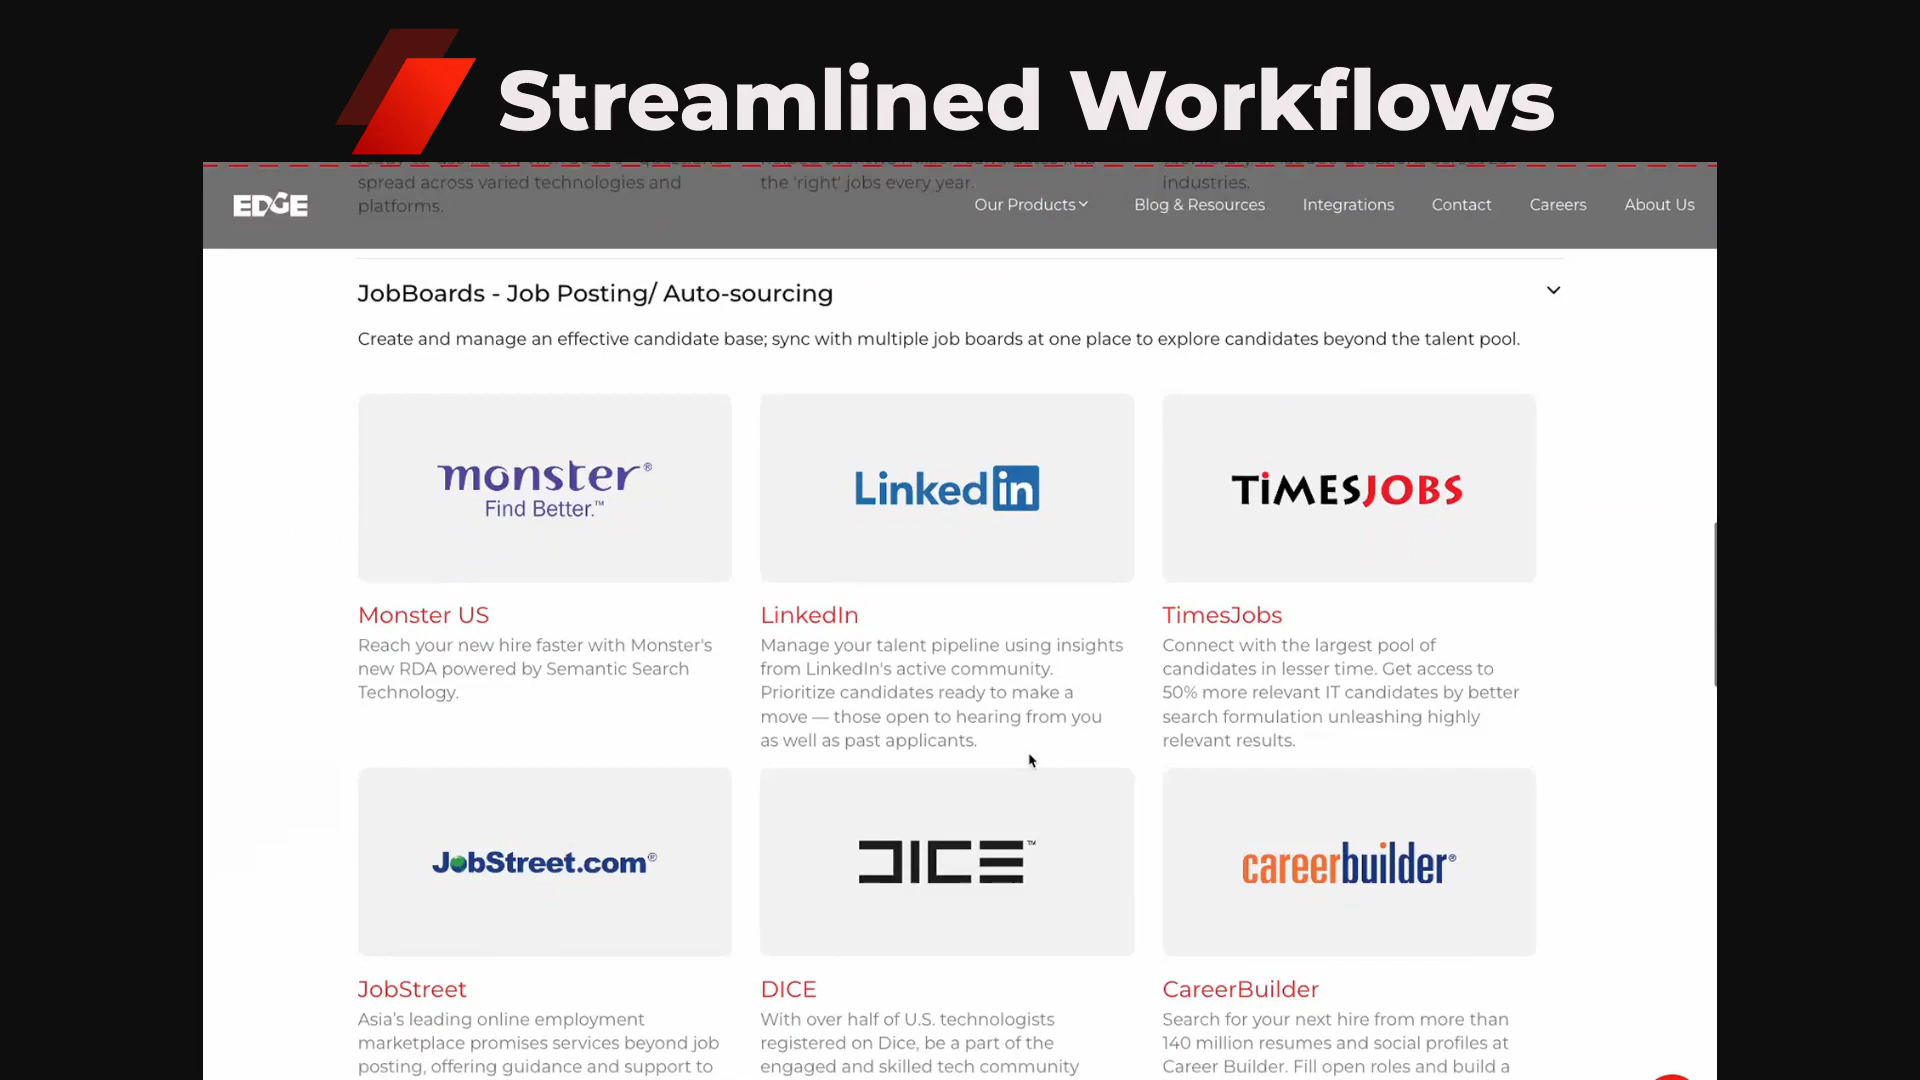 Streamlined Workflows
spread across varied technologies and
platforms.
the 'right' jobs every year.
industries.
EDGE
Our Products
Blog & Resources
Integrations
Contact
Careers
About Us
JobBoards - Job Posting/ Auto-sourcing
Create and manage an effective candidate base; sync with multiple job boards at one place to explore candidates beyond the talent pool.
monster®
Find Better.™
Linked in
TiMESJOBS
Monster US
Reach your new hire faster with Monster's
new RDA powered by Semantic Search
Technology.
LinkedIn
Manage your talent pipeline using insights
from LinkedIn's active community.
Prioritize candidates ready to make a
move — those open to hearing from you
as well as past applicants.
TimesJobs
Connect with the largest pool of
candidates in lesser time. Get access to
50% more relevant IT candidates by better
search formulation unleashing highly
relevant results.
JobStreet.com®
DICE™
careerbuilder®
JobStreet
Asia's leading online employment
marketplace promises services beyond job
posting, offering guidance and support to
DICE
With over half of U.S. technologists
registered on Dice, be a part of the
engaged and skilled tech community
CareerBuilder
Search for your next hire from more than
140 million resumes and social profiles at
Career Builder. Fill open roles and build a